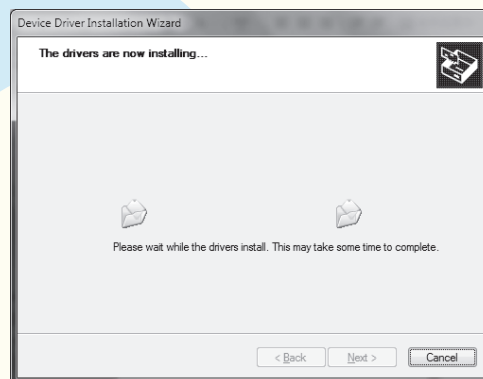 Device Driver Installation Wizard
The drivers are now installing...
Please wait while the drivers install. This may take some time to complete.
< Back
Next >
Cancel